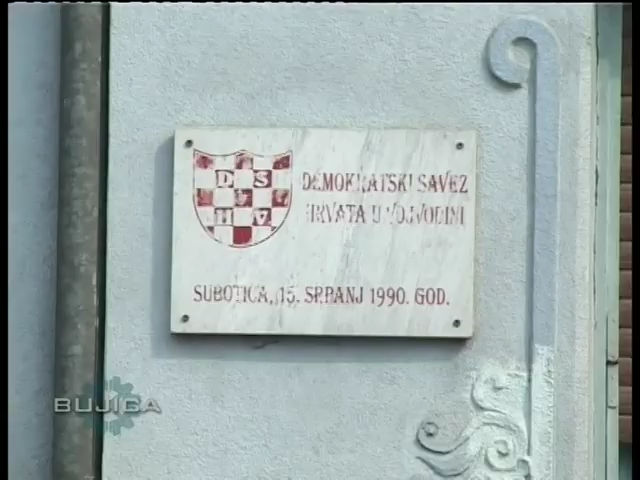 D S
H V
DEMOKRATSKI SAVEZ
HRVATA U VOJVODINI
SUBOTICA, 15. SRPANJ 1990. GOD.
BUJICA